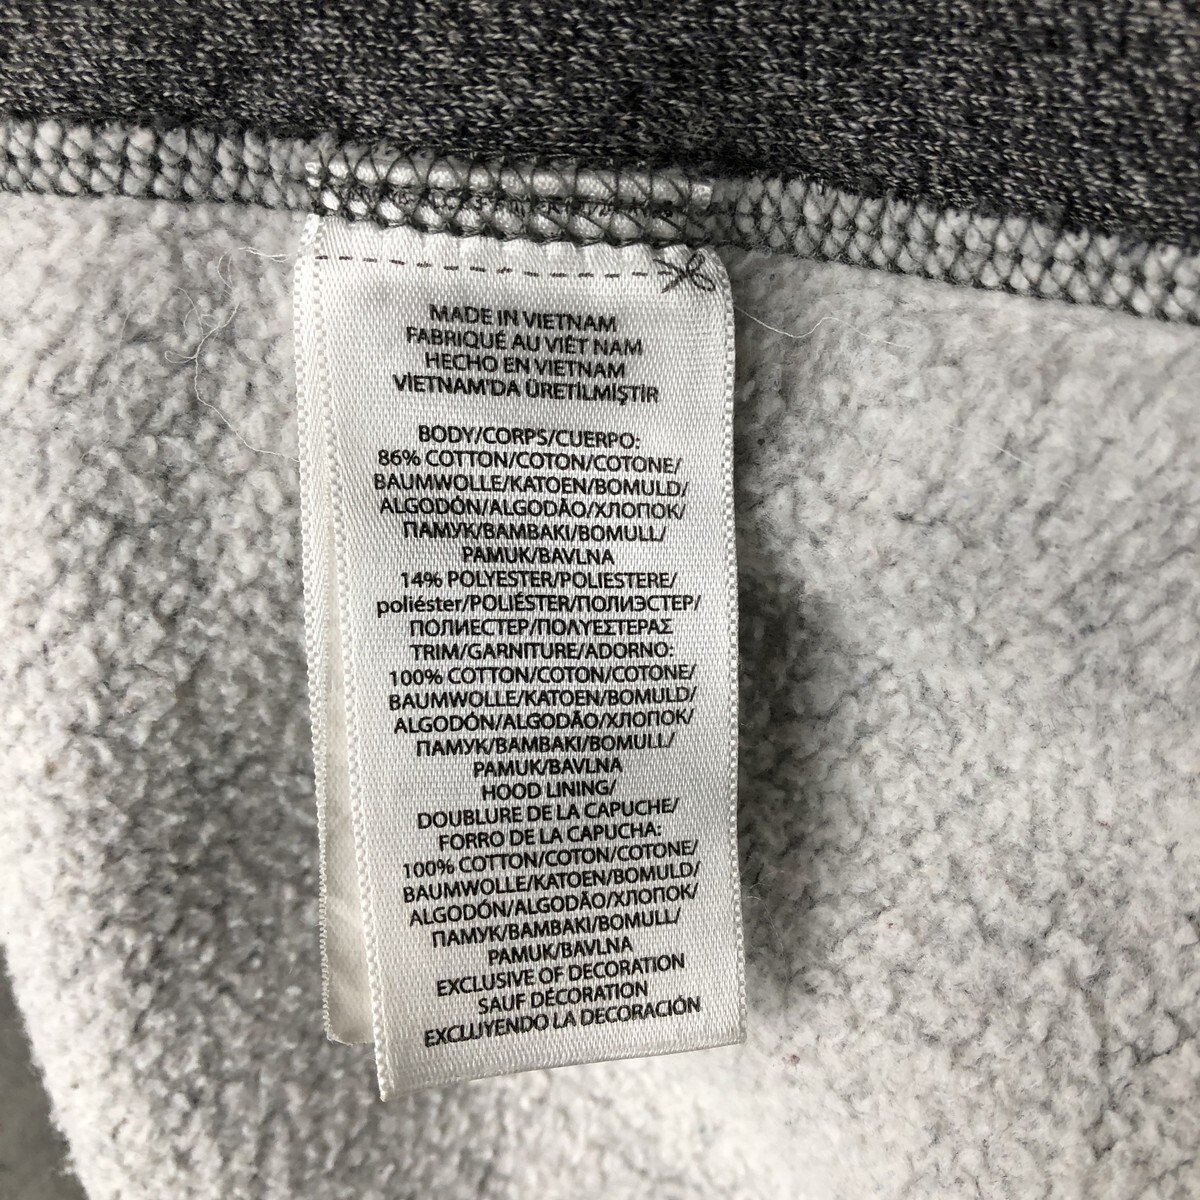 MADE IN VIETNAM
FABRIQUÉ AU VIÊT NAM
HECHO EN VIETNAM
VİETNAM'DA ÜRETİLMİŞTİR
BODY/CORPS/CUERPO:
86% COTTON/COTON/COTONE/
BAUMWOLLE/KATOEN/BOMULD/
ALGODÓN/ALGODÃO/ХЛОПОК/
ПАМУК/ΒΑΜΒΑΚΙ/BOMULL/
PAMUK/BAVLNA
14% POLYESTER/POLIESTERE/
poliéster/POLIÉSTER/ПОЛИЭСТЕР/
ПОЛИЕСТЕР/ΠΟΛΥΕΣΤΕΡΑΣ
TRIM/GARNITURE/ADORNO:
100% COTTON/COTON/COTONE/
BAUMWOLLE/KATOEN/BOMULD/
ALGODÓN/ALGODÃO/ХЛОПОК/
ПАМУК/ΒΑΜΒΑΚΙ/BOMULL/
PAMUK/BAVLNA
HOOD LINING/
DOUBLURE DE LA CAPUCHE/
FORRO DE LA CAPUCHA:
100% COTTON/COTON/COTONE/
BAUMWOLLE/KATOEN/BOMULD/
ALGODÓN/ALGODÃO/ХЛОПОК/
ПАМУК/ΒΑΜΒΑΚΙ/BOMULL/
PAMUK/BAVLNA
EXCLUSIVE OF DECORATION
SAUF DÉCORATION
EXCLUYENDO LA DECORACIÓN